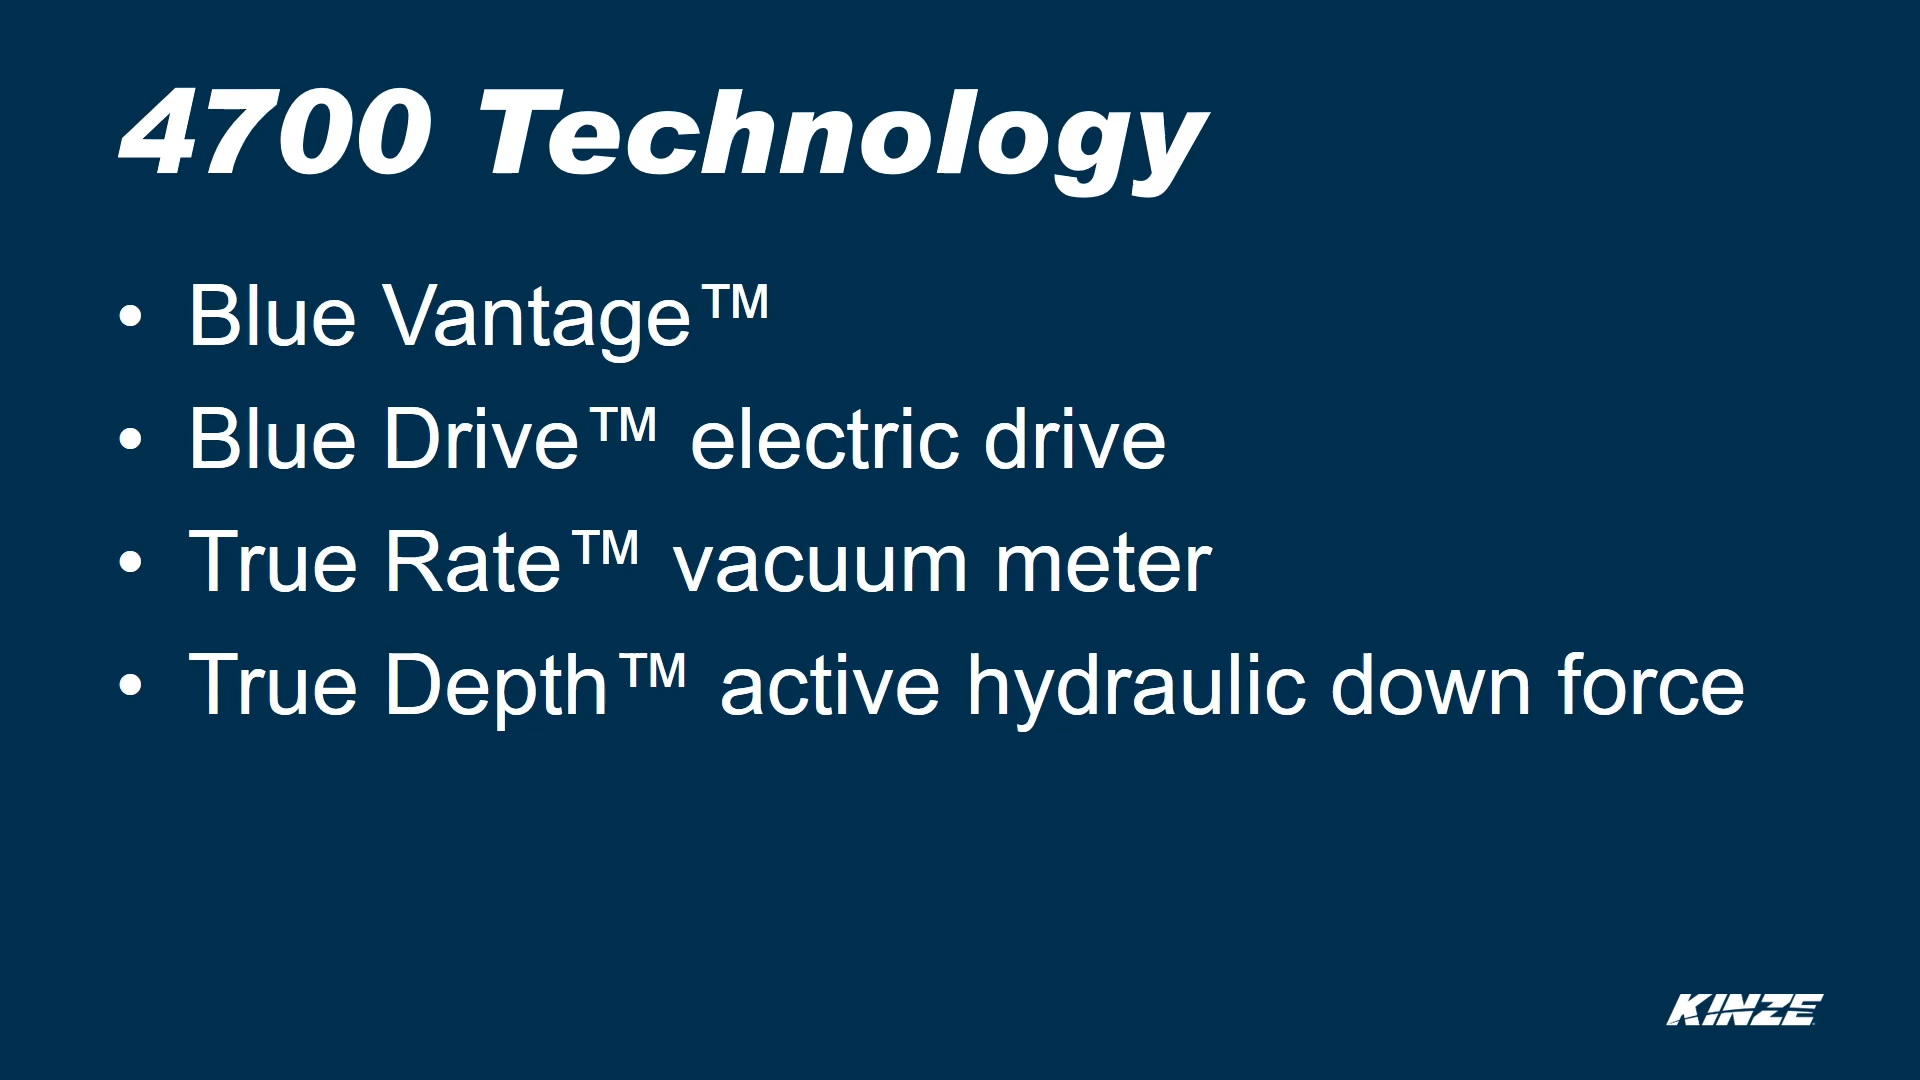 4700 Technology
• Blue Vantage™
• Blue Drive™ electric drive
• True Rate™ vacuum meter
• True Depth™ active hydraulic down force
KINZE